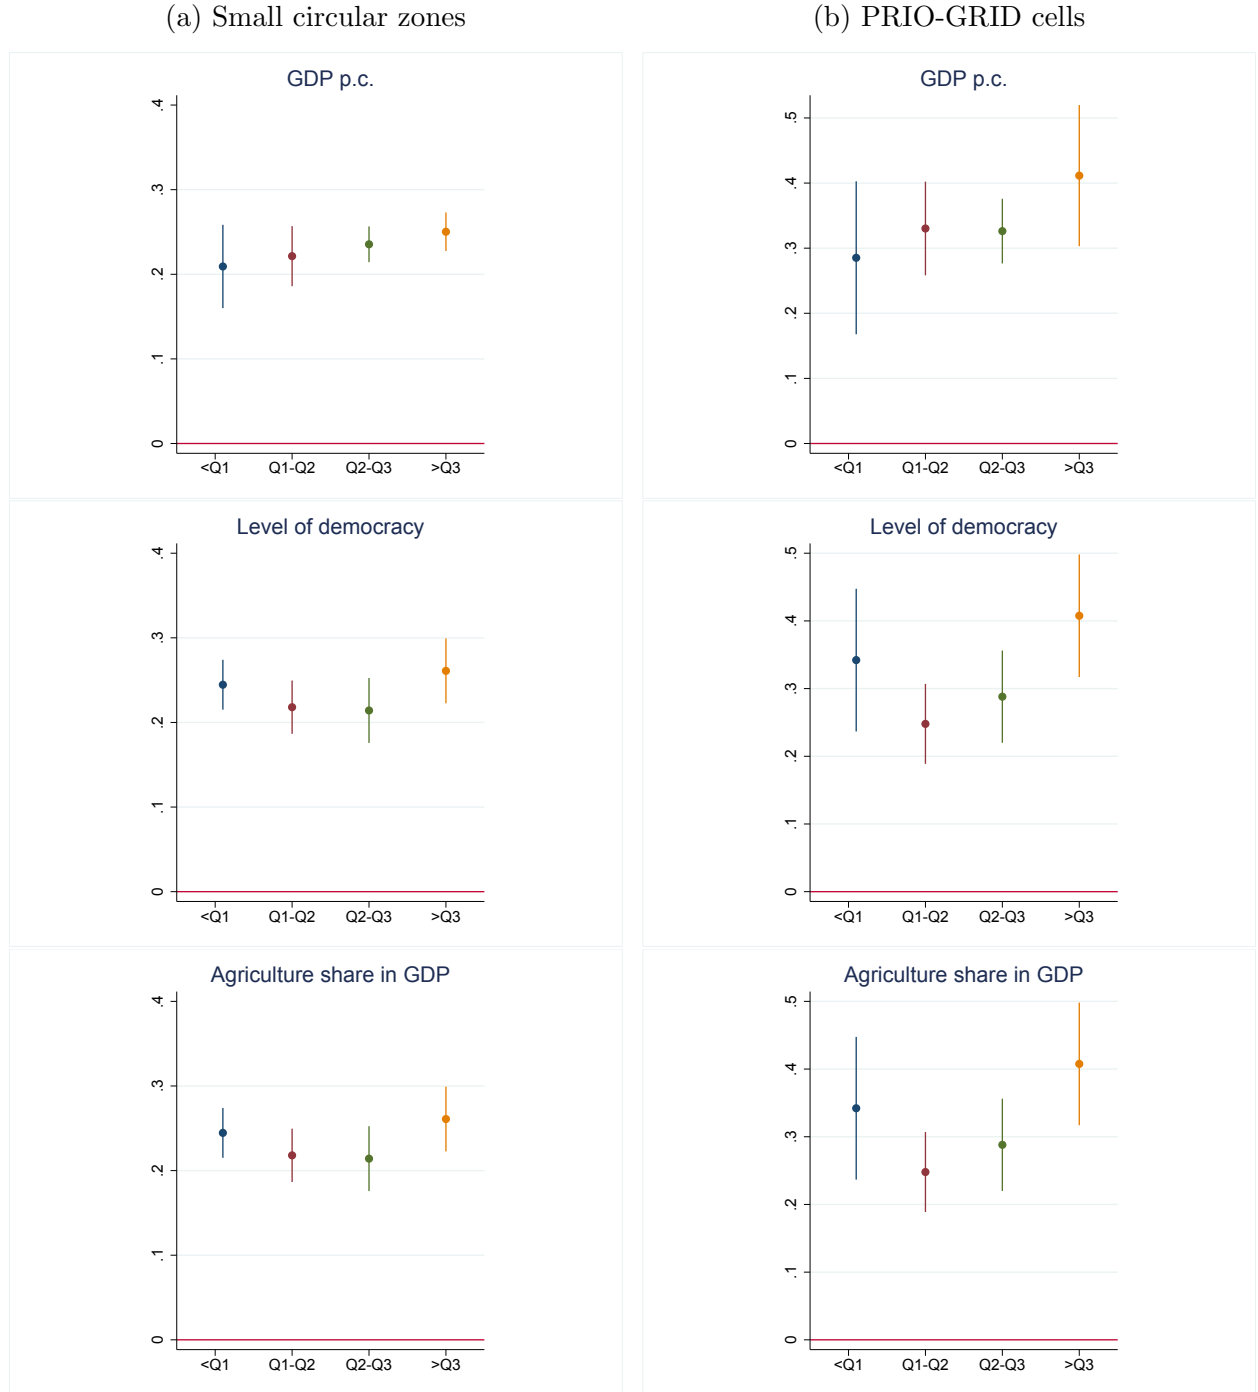 (a) Small circular zones
(b) PRIO-GRID cells
GDP p.c.
.4
.3
.2
.1
0
<Q1 Q1-Q2 Q2-Q3 >Q3
GDP p.c.
.5
.4
.3
.2
.1
0
<Q1 Q1-Q2 Q2-Q3 >Q3
Level of democracy
.4
.3
.2
.1
0
<Q1 Q1-Q2 Q2-Q3 >Q3
Level of democracy
.5
.4
.3
.2
.1
0
<Q1 Q1-Q2 Q2-Q3 >Q3
Agriculture share in GDP
.4
.3
.2
.1
0
<Q1 Q1-Q2 Q2-Q3 >Q3
Agriculture share in GDP
.5
.4
.3
.2
.1
0
<Q1 Q1-Q2 Q2-Q3 >Q3